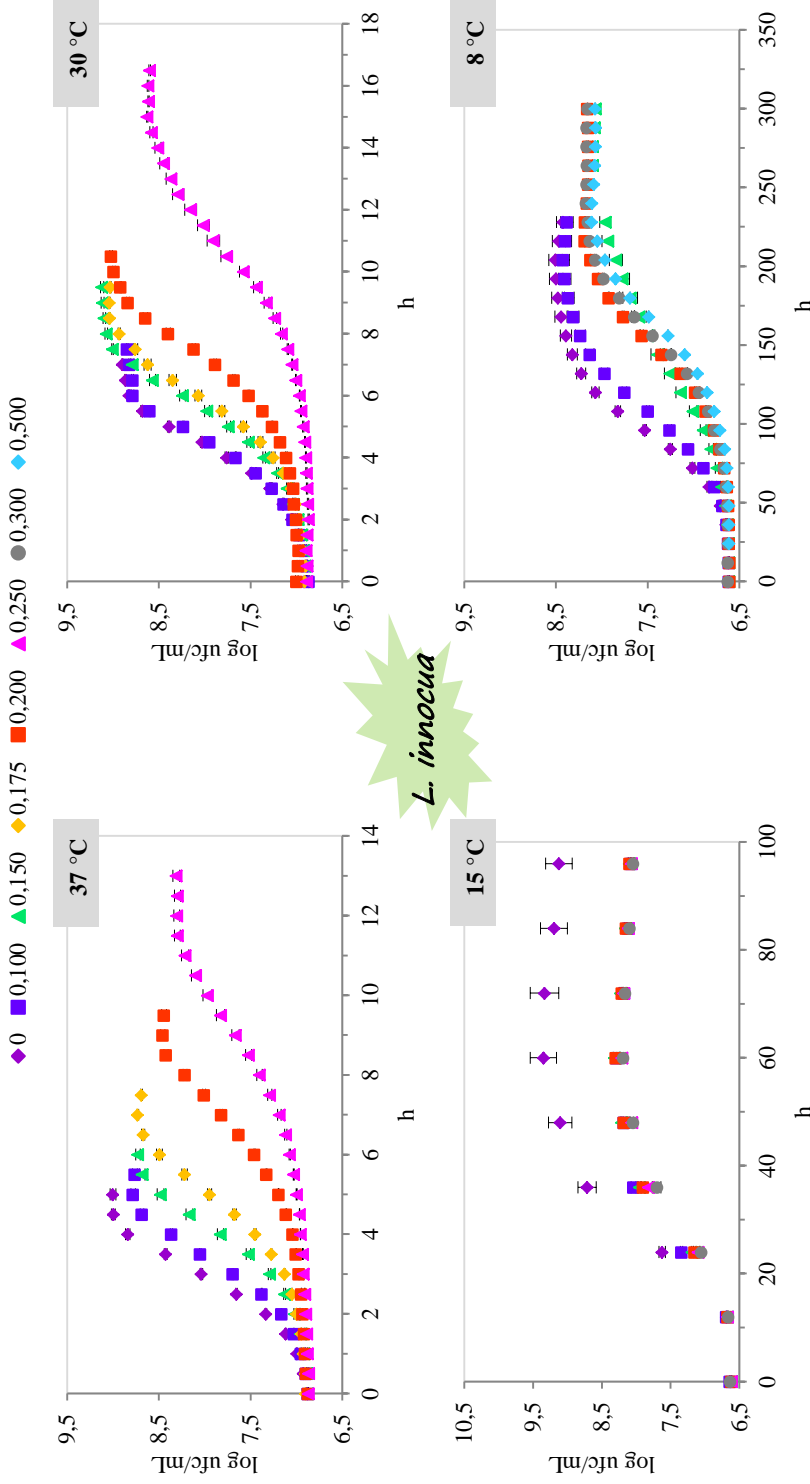 0 0,100 0,150 0,175 0,200 0,250 0,300 0,500
37 °C
9,5
8,5
7,5
6,5
log ufc/mL
0 2 4 6 8 10 12 14
h
30 °C
9,5
8,5
7,5
6,5
log ufc/mL
0 2 4 6 8 10 12 14 16 18
h
L. innocua
15 °C
10,5
9,5
8,5
7,5
6,5
log ufc/mL
0 20 40 60 80 100
h
8 °C
9,5
8,5
7,5
6,5
log ufc/mL
0 50 100 150 200 250 300 350
h